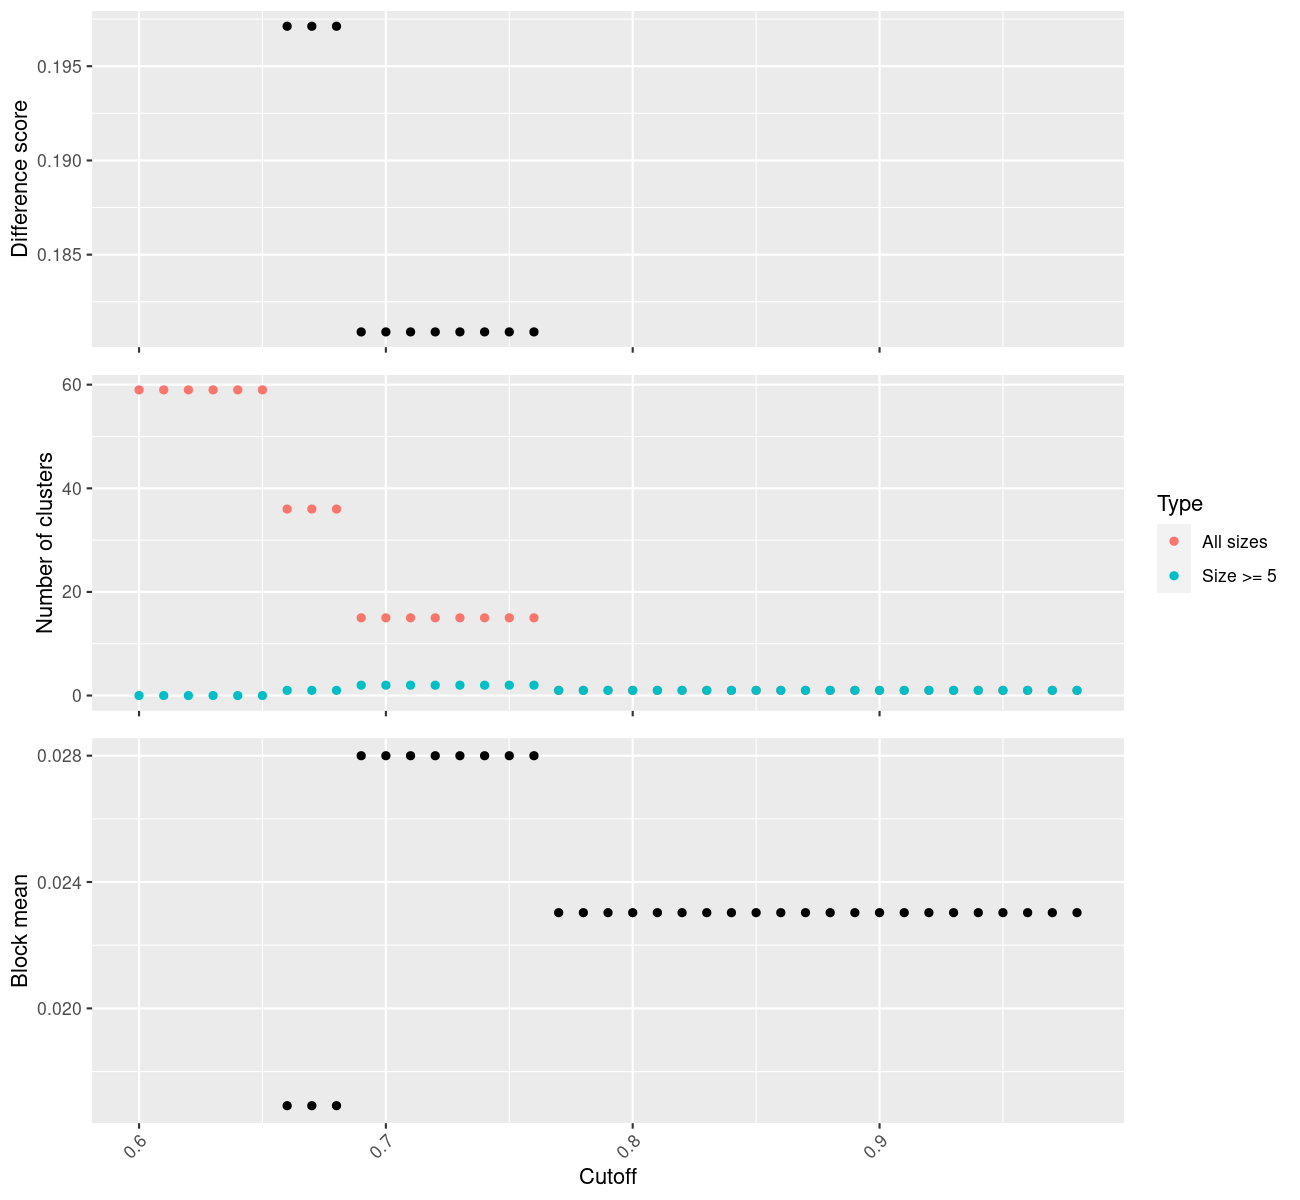 Difference score
0.195
0.190
0.185
Number of clusters
60
40
20
0
Type
All sizes
Size >= 5
Block mean
0.028
0.024
0.020
0.6
0.7
0.8
0.9
Cutoff